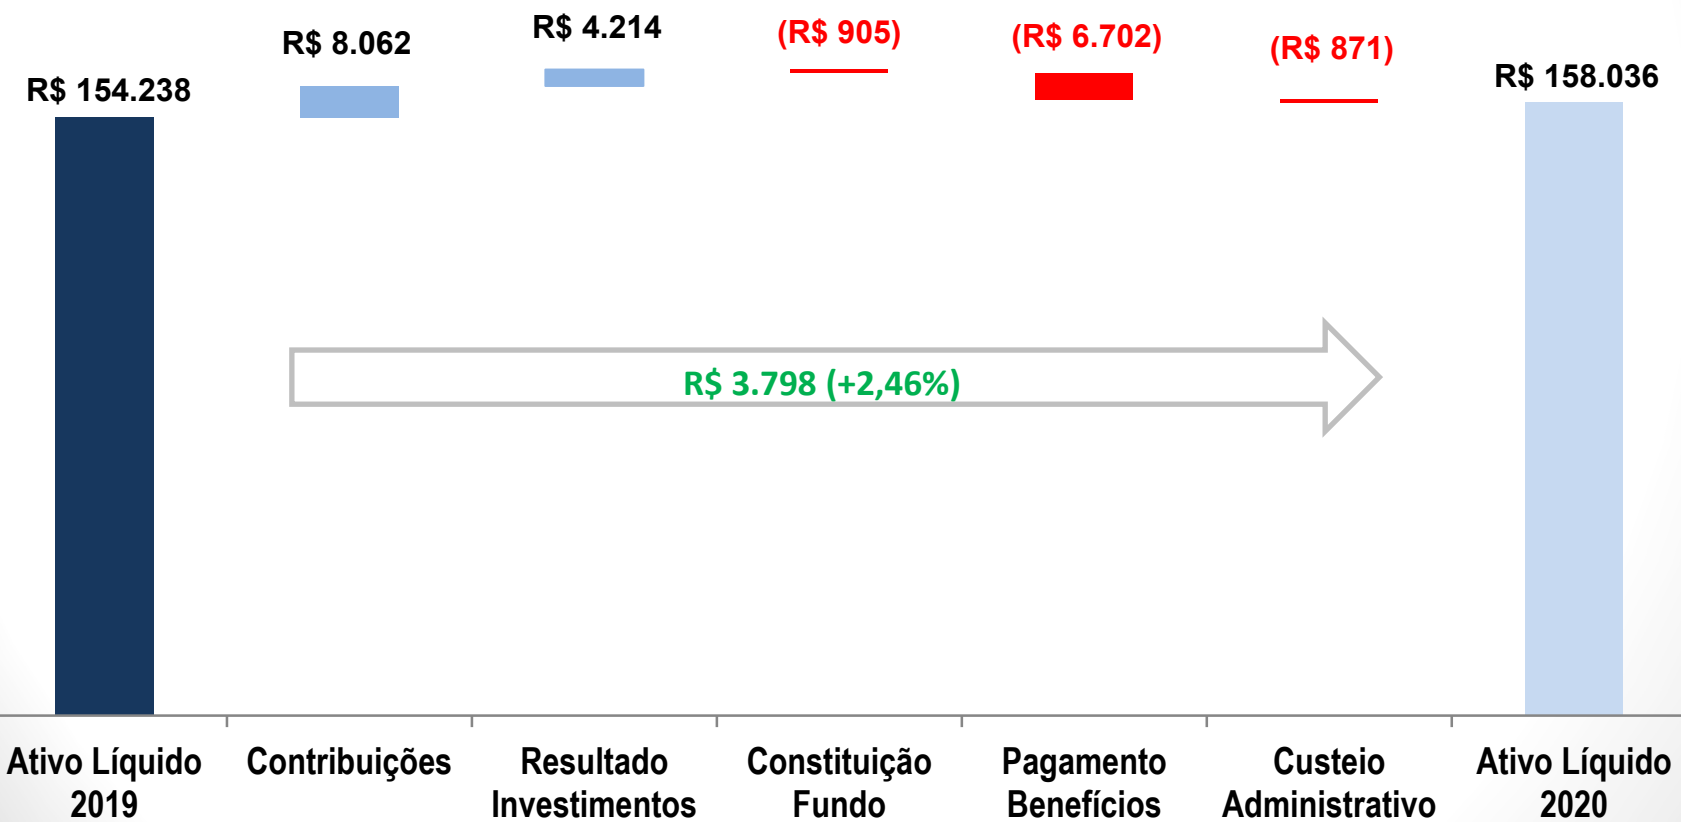 R$ 154.238
R$ 8.062
R$ 4.214
(R$ 905)
(R$ 6.702)
(R$ 871)
R$ 158.036
R$ 3.798 (+2,46%)
Ativo Líquido
2019
Contribuições
Resultado
Investimentos
Constituição
Fundo
Pagamento
Benefícios
Custeio
Administrativo
Ativo Líquido
2020